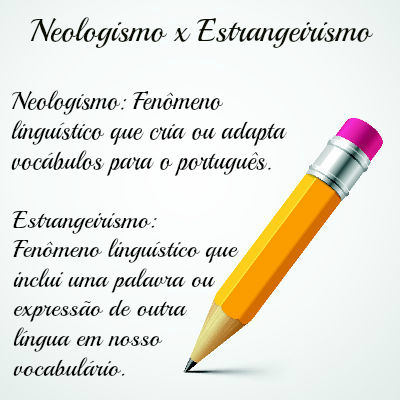 Neologismo x Estrangeirismo
Neologismo: Fenômeno
linguístico que cria ou adapta
vocábulos para o português.
Estrangeirismo:
Fenômeno linguístico que
inclui uma palavra ou
expressão de outra
língua em nosso
vocabulário.